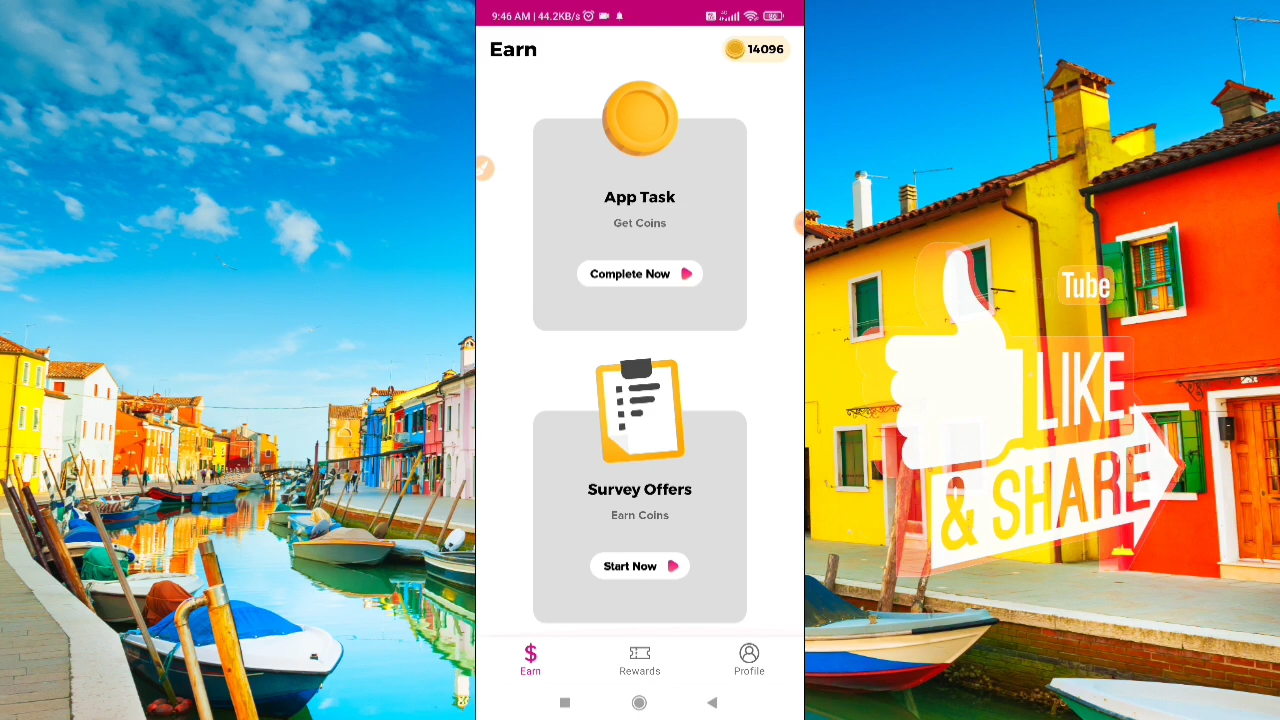 9:46 AM | 44.2KB/s
Earn
14096
App Task
Get Coins
Complete Now
Survey Offers
Earn Coins
Start Now
Earn
Rewards
Profile
Tube
LIKE
& SHARE